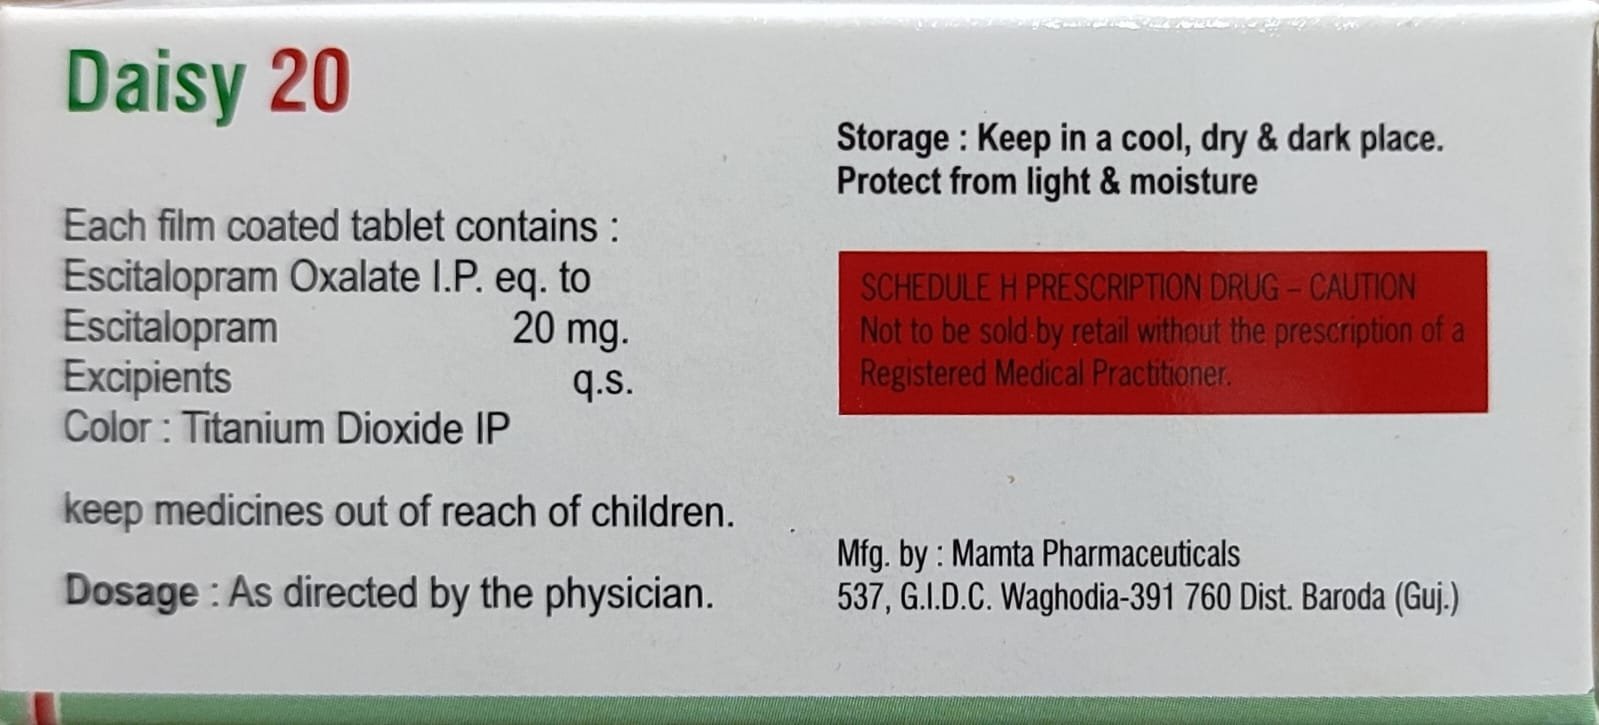 Daisy 20
Each film coated tablet contains :
Escitalopram Oxalate I.P. eq. to
Escitalopram 20 mg.
Excipients q.s.
Color : Titanium Dioxide IP
keep medicines out of reach of children.
Dosage : As directed by the physician.
Storage : Keep in a cool, dry & dark place.
Protect from light & moisture
SCHEDULE H PRESCRIPTION DRUG – CAUTION
Not to be sold by retail without the prescription of a
Registered Medical Practitioner.
Mfg. by : Mamta Pharmaceuticals
537, G.I.D.C. Waghodia-391 760 Dist. Baroda (Guj.)